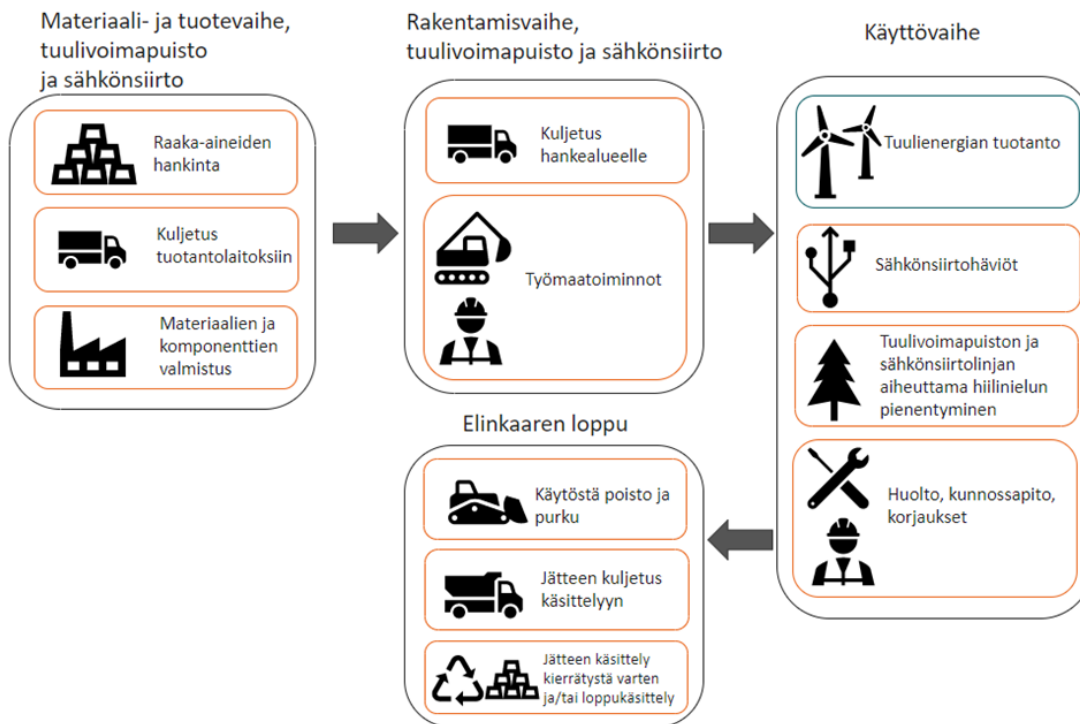 Materiaali- ja tuotevaihe,
tuulivoimapuisto
ja sähkönsiirto
Raaka-aineiden
hankinta
Kuljetus
tuotantolaitoksiin
Materiaalien ja
komponenttien
valmistus
Rakentamisvaihe,
tuulivoimapuisto ja sähkönsiirto
Kuljetus
hankealueelle
Työmaatoiminnot
Käyttövaihe
Tuulienergian tuotanto
Sähkönsiirtohäviöt
Tuulivoimapuiston ja
sähkönsiirtolinjan
aiheuttama hiilinielun
pienentyminen
Huolto, kunnossapito,
korjaukset
Elinkaaren loppu
Käytöstä poisto ja
purku
Jätteen kuljetus
käsittelyyn
Jätteen käsittely
kierrätystä varten
ja/tai loppukäsittely